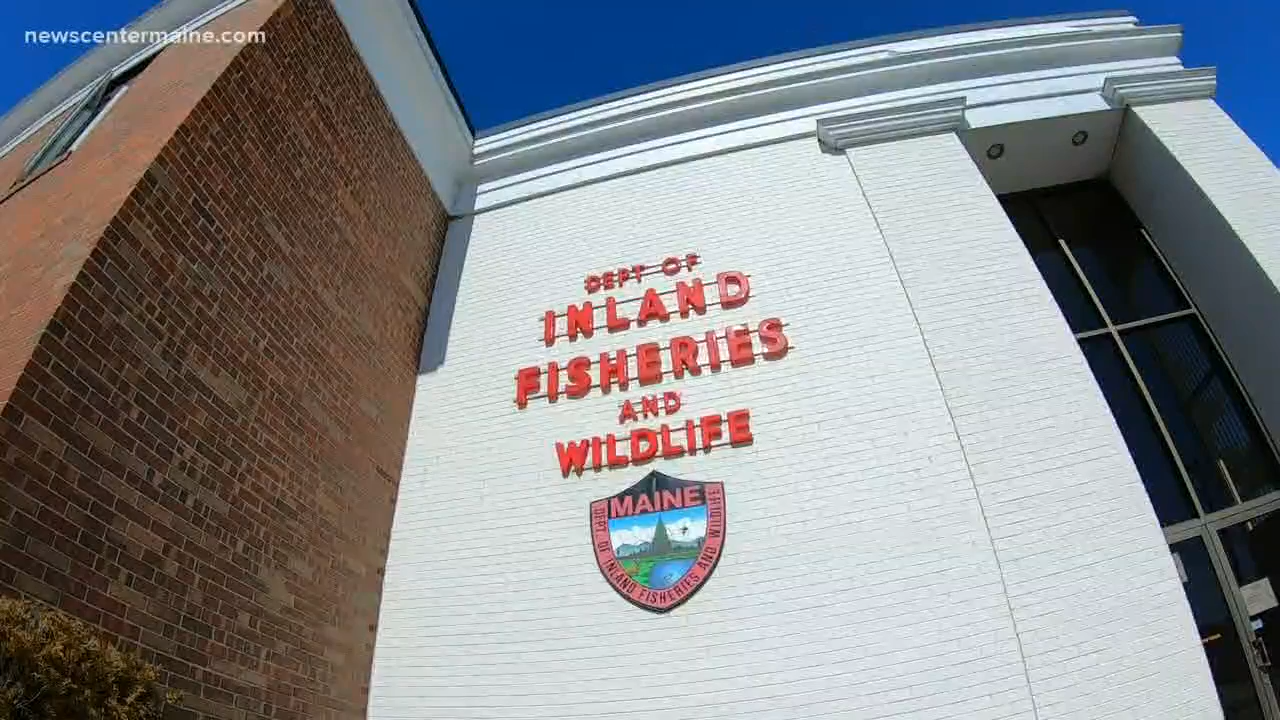 newscentermaine.com
DEPT OF
INLAND
FISHERIES
AND
WILDLIFE
MAINE
DEPT. OF INLAND FISHERIES AND WILDLIFE